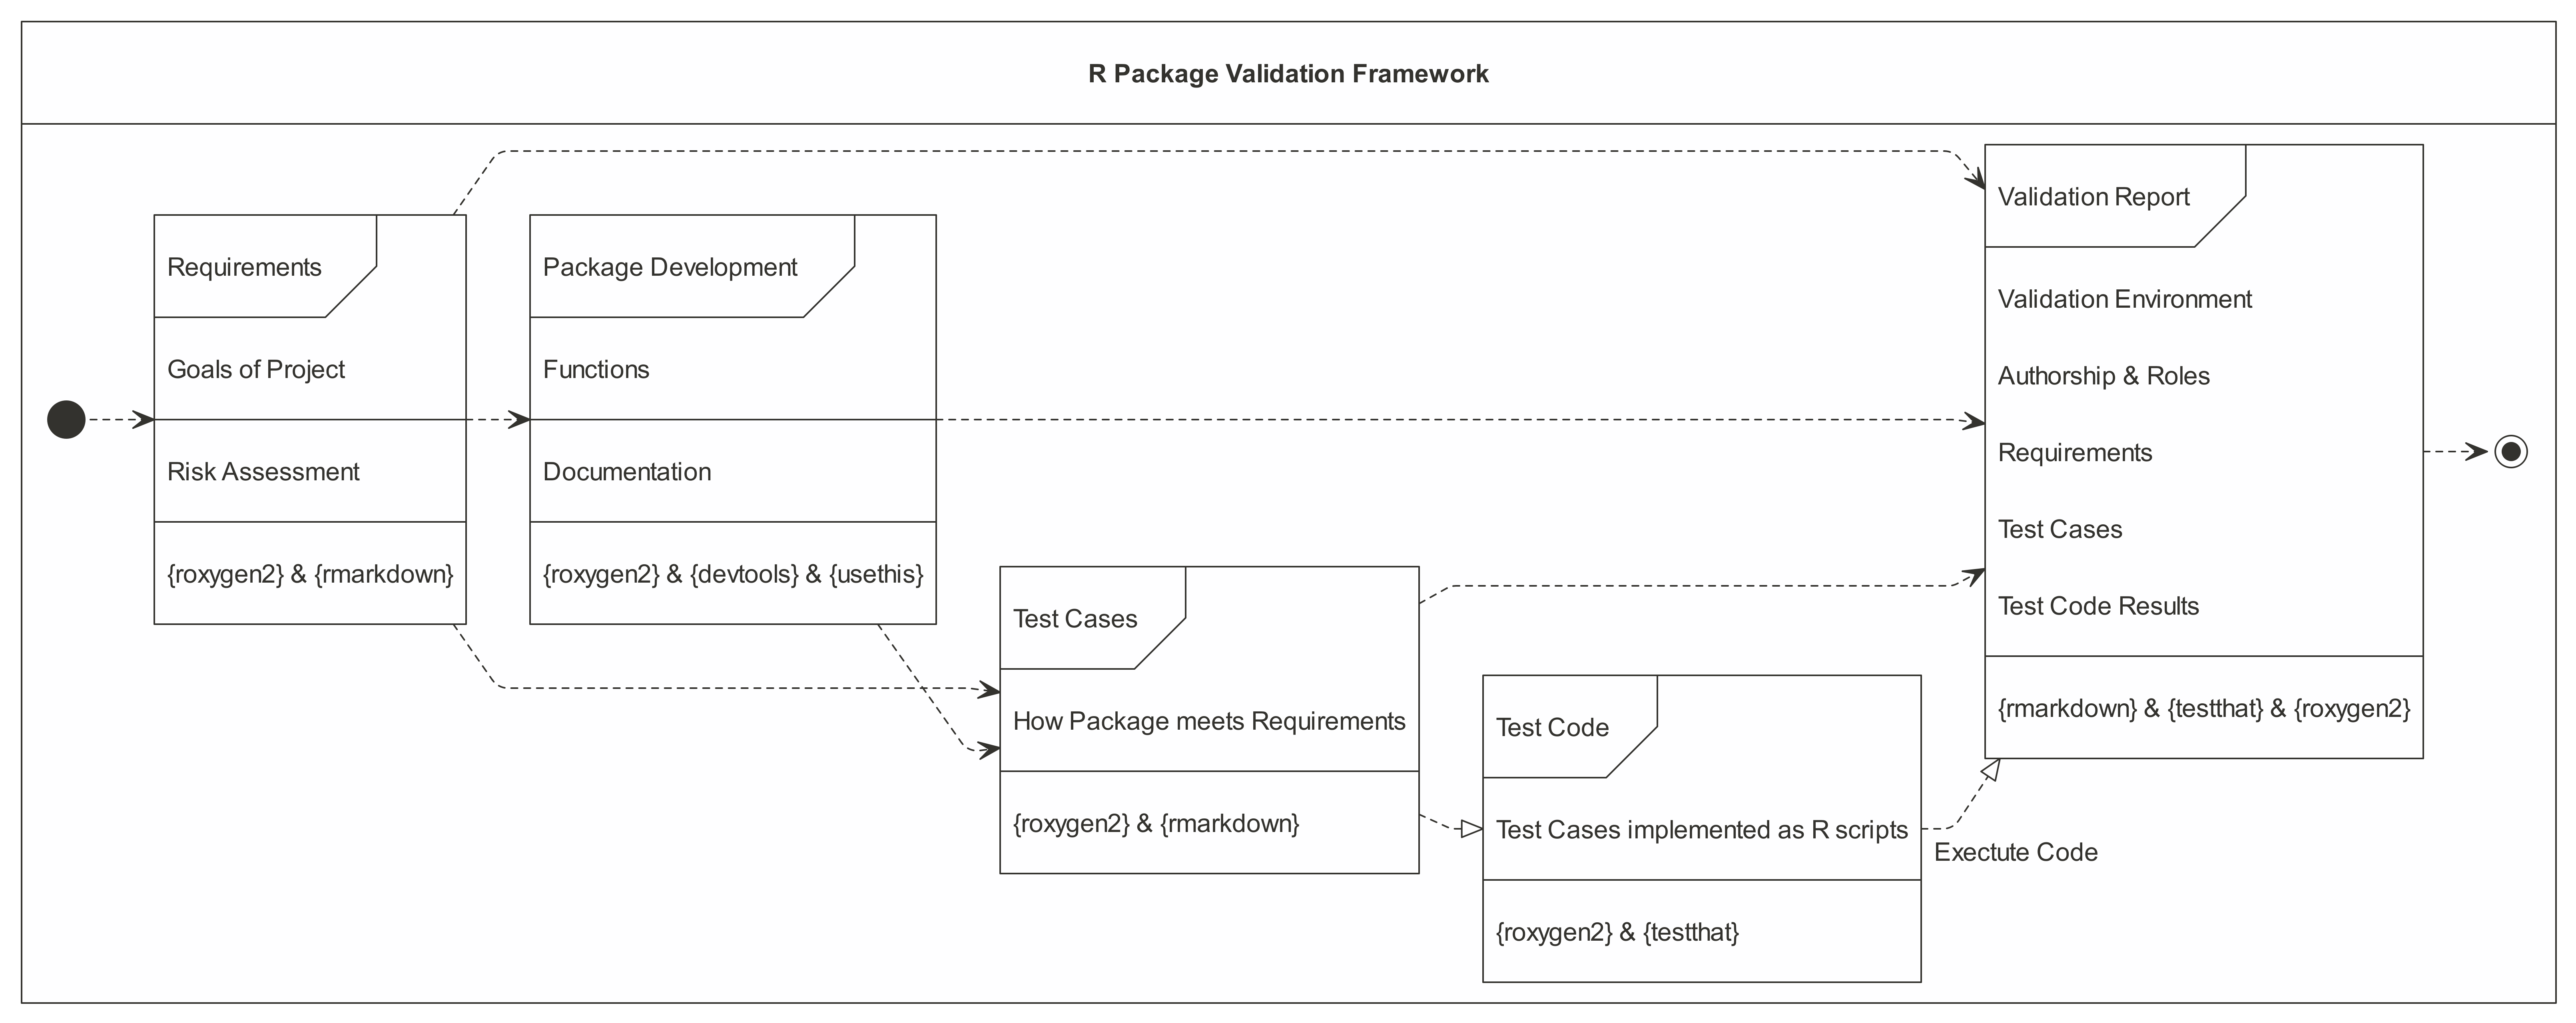 R Package Validation Framework
Requirements
Goals of Project
Risk Assessment
{roxygen2} & {rmarkdown}
Package Development
Functions
Documentation
{roxygen2} & {devtools} & {usethis}
Test Cases
How Package meets Requirements
{roxygen2} & {rmarkdown}
Test Code
Test Cases implemented as R scripts
{roxygen2} & {testthat}
Exectute Code
Validation Report
Validation Environment
Authorship & Roles
Requirements
Test Cases
Test Code Results
{rmarkdown} & {testthat} & {roxygen2}